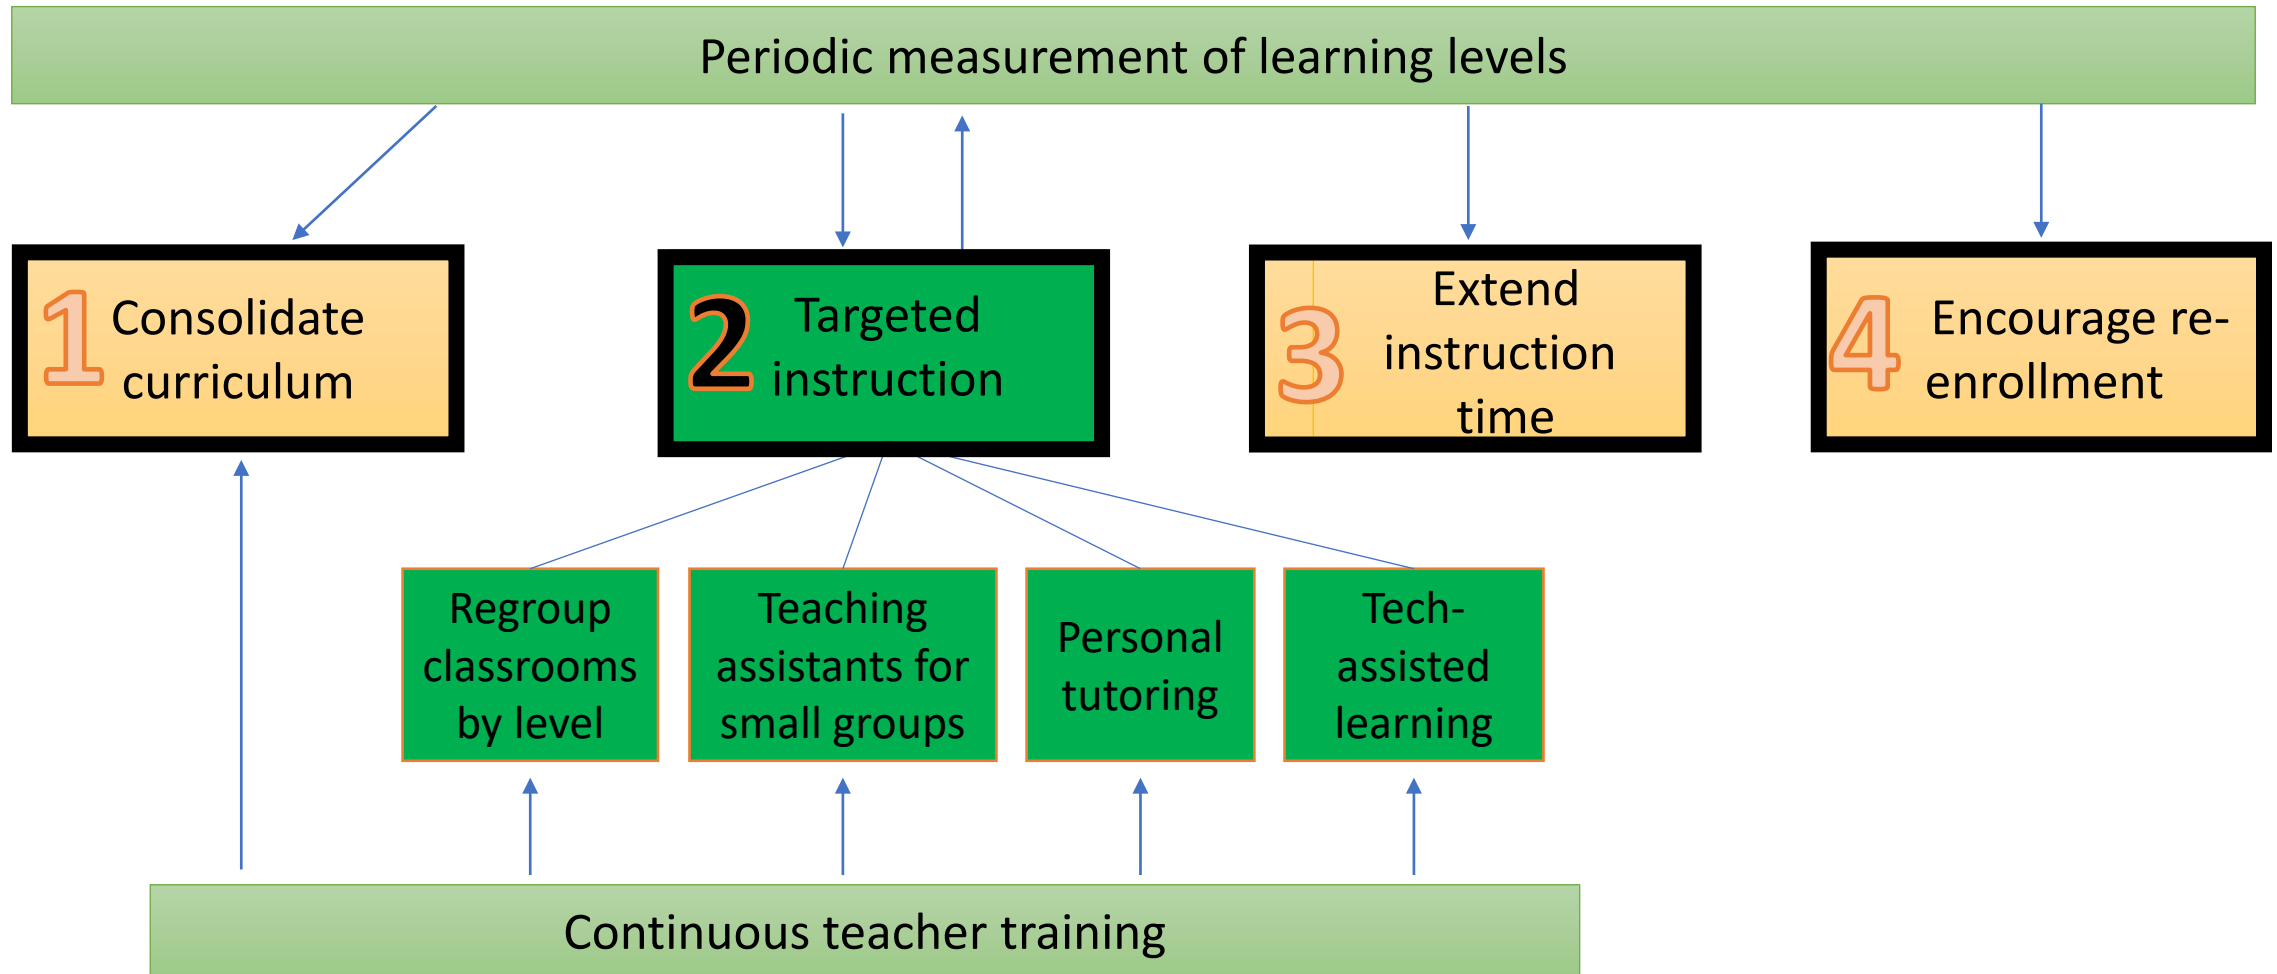 Periodic measurement of learning levels
1
Consolidate
curriculum
2
Targeted
instruction
3
Extend
instruction
time
4
Encourage re-
enrollment
Regroup
classrooms
by level
Teaching
assistants for
small groups
Personal
tutoring
Tech-
assisted
learning
Continuous teacher training